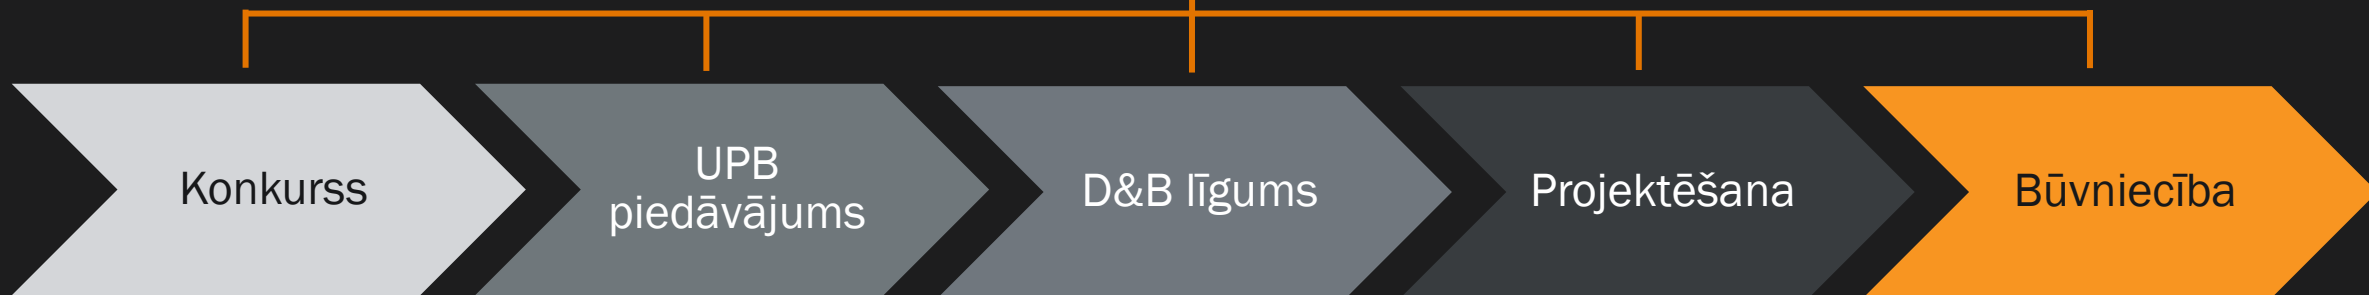 Konkurss
UPB
piedāvājums
D&B līgums
Projektēšana
Būvniecība